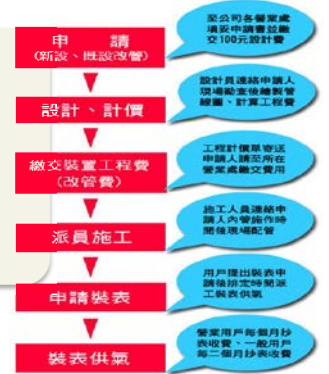 申 請
(新設、既設改管)
至公司各營業處
填妥申請書並繳
交100元設計費
設計、計價
設計員連絡申請人
現場勘查後繪製管
線圖、計算工程費
繳交裝置工程費
(改管費)
工程計價單寄送
申請人請至所在
營業處繳交費用
派員施工
施工人員連絡申
請人內管施作時
間後現場配管
申請裝表
用戶提出裝表申
請後排定時間派
工裝表供氣
裝表供氣
營業用戶每個月抄
表收費、一般用戶
每二個月抄表收費